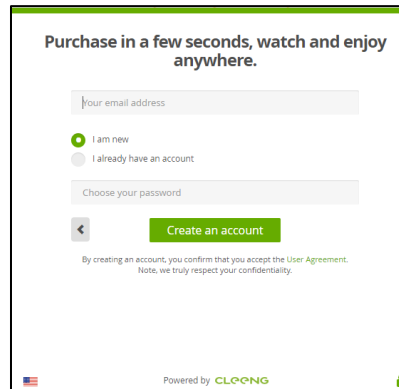 Purchase in a few seconds, watch and enjoy
anywhere.
Your email address
I am new
I already have an account
Choose your password
Create an account
By creating an account, you confirm that you accept the User Agreement.
Note, we truly respect your confidentiality.
Powered by CLEENG